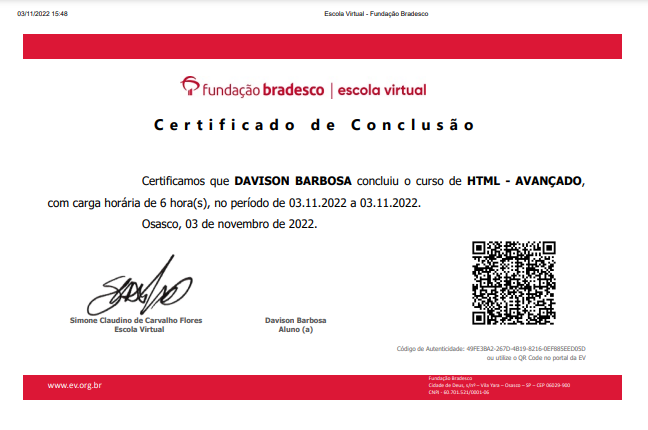 03/11/2022 15:48 Escola Virtual - Fundação Bradesco
fundação bradesco | escola virtual
Certificado de Conclusão
Certificamos que DAVISON BARBOSA concluiu o curso de HTML - AVANÇADO,
com carga horária de 6 hora(s), no período de 03.11.2022 a 03.11.2022.
Osasco, 03 de novembro de 2022.
Simone Claudino de Carvalho Flores
Escola Virtual
Davison Barbosa
Aluno (a)
Código de Autenticidade: 49FE3BA2-267D-4B19-8216-0EF885EED05D
ou utilize o QR Code no portal da EV
www.ev.org.br
Fundação Bradesco
Cidade de Deus, s/nº – Vila Yara – Osasco – SP – CEP 06029-900
CNPJ - 60.701.521/0001-06